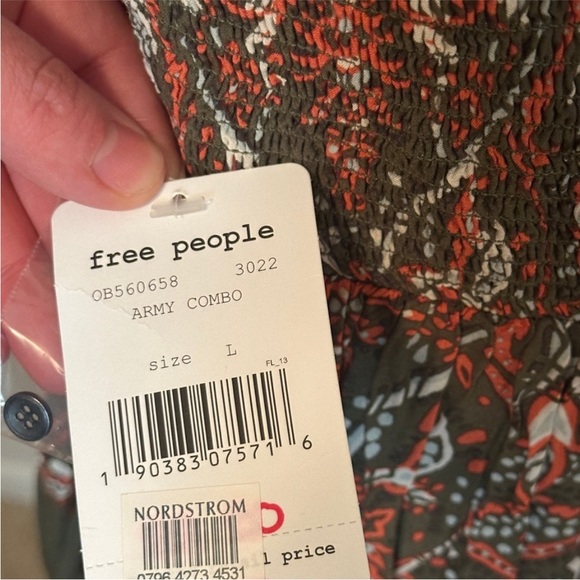 free people
OB560658 3022
ARMY COMBO
size L
FL_13
1 90383 07571 6
NORDSTROM
price
0796 4273 4531